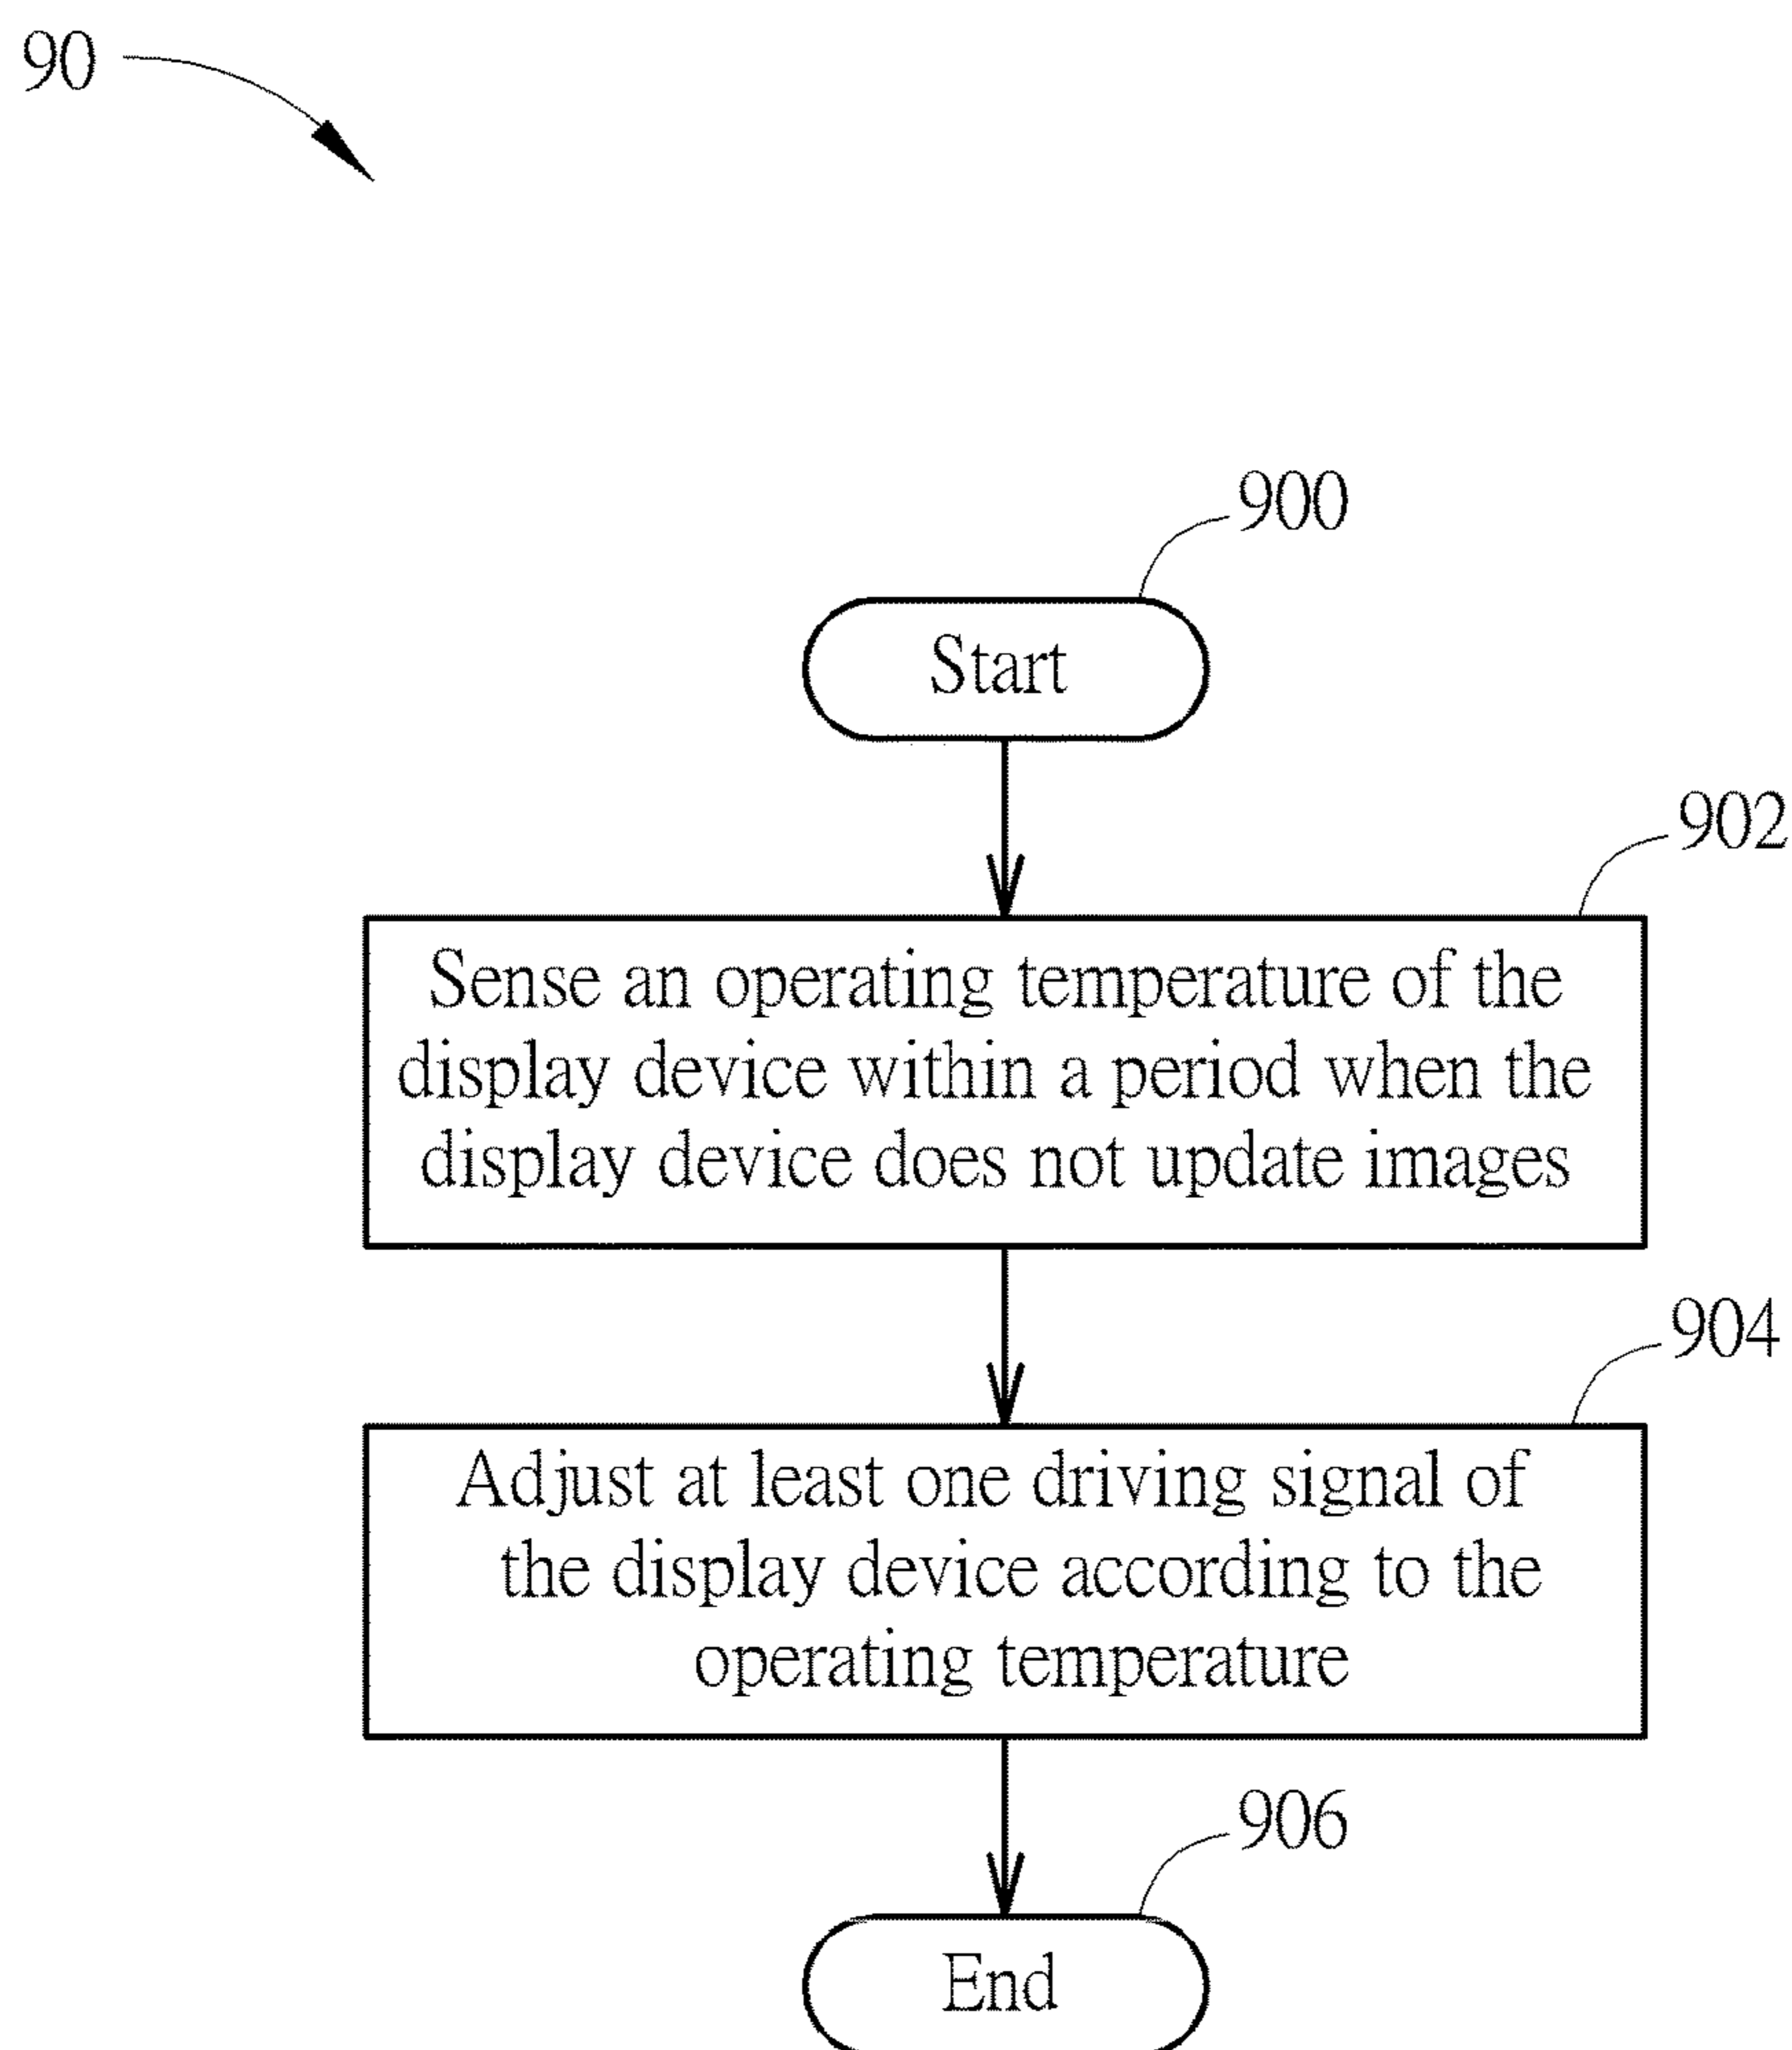 90
900
Start
902
Sense an operating temperature of the
display device within a period when the
display device does not update images
904
Adjust at least one driving signal of
the display device according to the
operating temperature
906
End